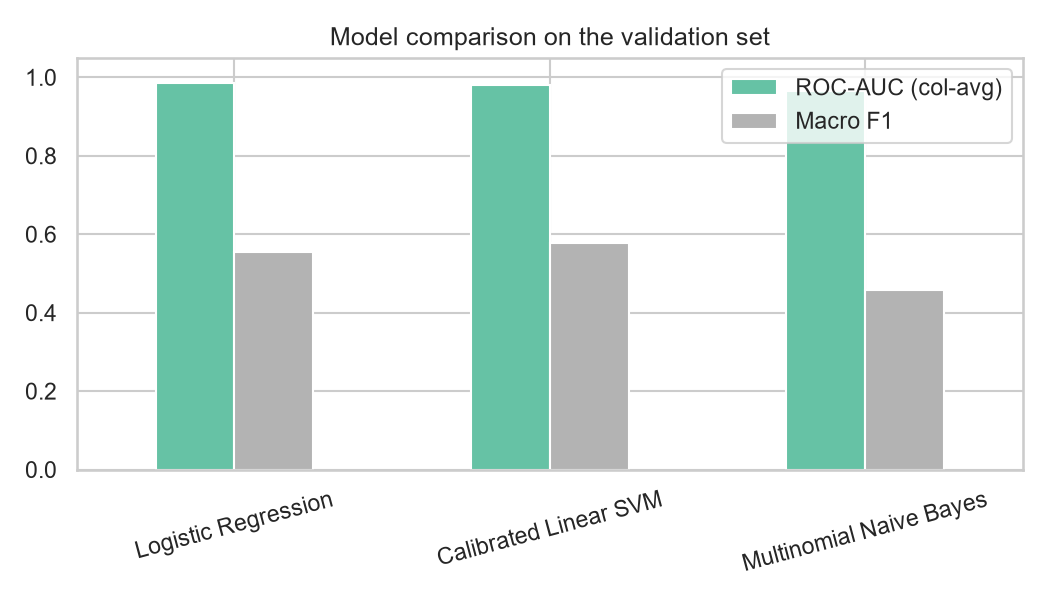 Model comparison on the validation set
1.0
0.8
0.6
0.4
0.2
0.0
ROC-AUC (col-avg)
Macro F1
Logistic Regression
Calibrated Linear SVM
Multinomial Naive Bayes